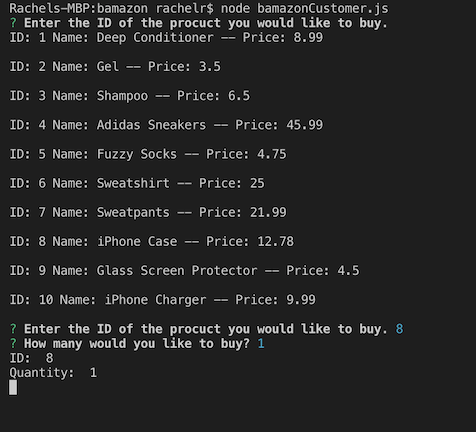 Rachels-MBP:bamazon rachelr$ node bamazonCustomer.js
? Enter the ID of the procuct you would like to buy.
ID: 1 Name: Deep Conditioner -- Price: 8.99
ID: 2 Name: Gel -- Price: 3.5
ID: 3 Name: Shampoo -- Price: 6.5
ID: 4 Name: Adidas Sneakers -- Price: 45.99
ID: 5 Name: Fuzzy Socks -- Price: 4.75
ID: 6 Name: Sweatshirt -- Price: 25
ID: 7 Name: Sweatpants -- Price: 21.99
ID: 8 Name: iPhone Case -- Price: 12.78
ID: 9 Name: Glass Screen Protector -- Price: 4.5
ID: 10 Name: iPhone Charger -- Price: 9.99
? Enter the ID of the procuct you would like to buy. 8
? How many would you like to buy? 1
ID:  8
Quantity:  1